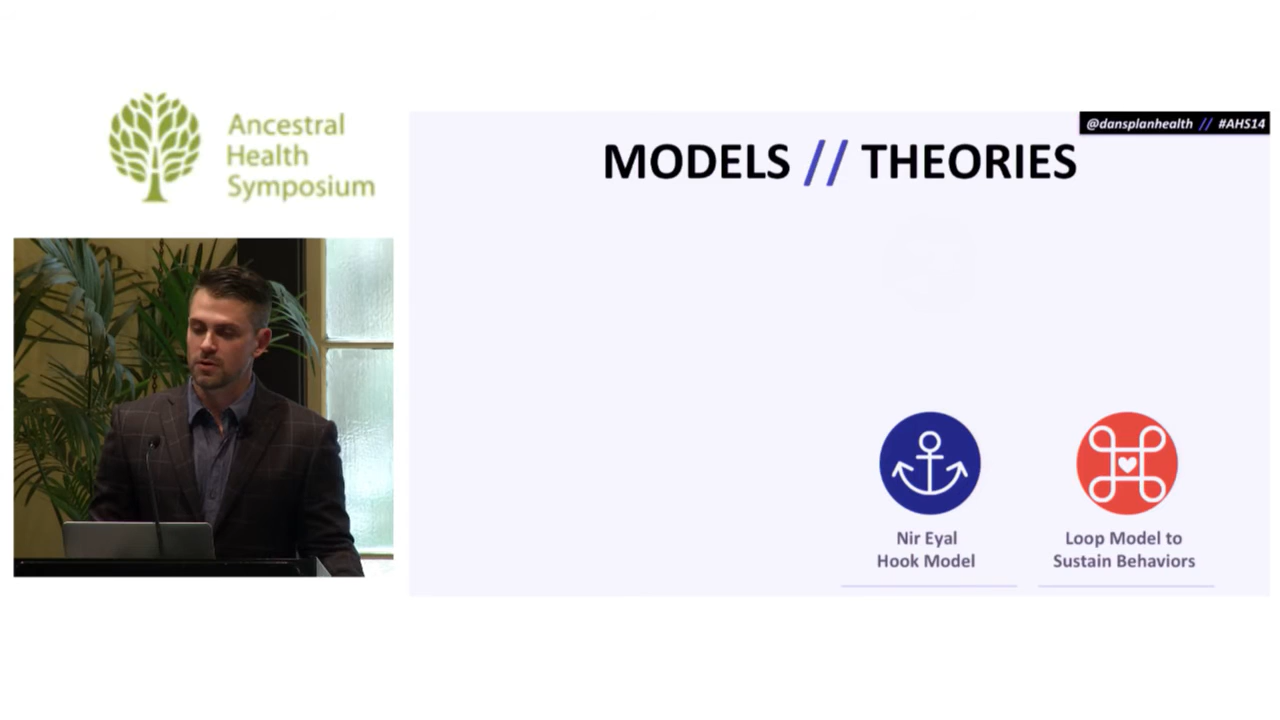 Ancestral
Health
Symposium
@dansplanhealth // #AHS14
MODELS // THEORIES
Nir Eyal
Hook Model
Loop Model to
Sustain Behaviors